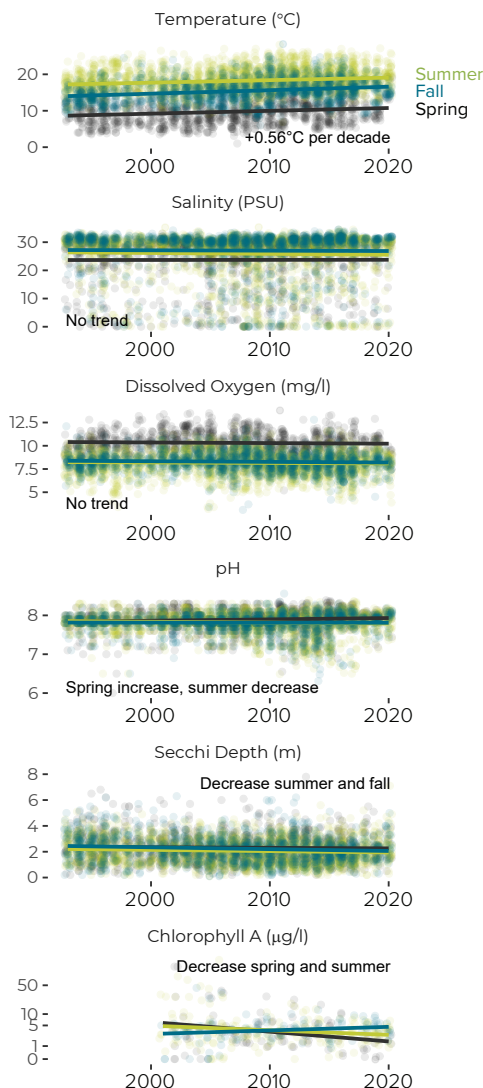 Temperature (°C)
20
10
0
Summer
Fall
Spring
+0.56°C per decade
2000
2010
2020
Salinity (PSU)
30
20
10
0
No trend
2000
2010
2020
Dissolved Oxygen (mg/l)
12.5
10
7.5
5
No trend
2000
2010
2020
pH
8
7
6
Spring increase, summer decrease
2000
2010
2020
Secchi Depth (m)
8
6
4
2
0
Decrease summer and fall
2000
2010
2020
Chlorophyll A (μg/l)
Decrease spring and summer
50
10
5
1
0
2000
2010
2020